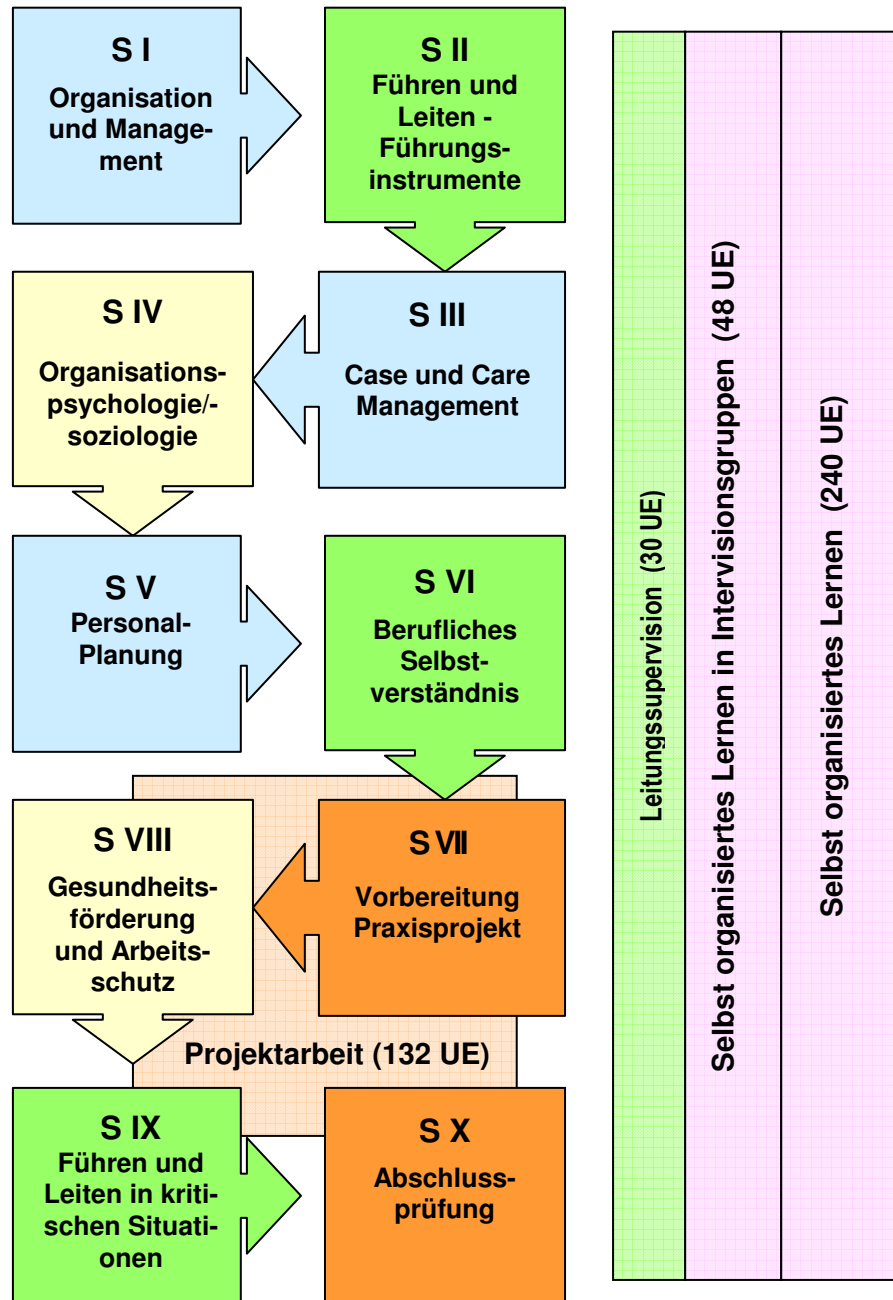 S I
Organisation
und Manage-
ment
S II
Führen und
Leiten -
Führungs-
instrumente
S IV
Organisations-
psychologie/-
soziologie
S III
Case und Care
Management
S V
Personal-
Planung
S VI
Berufliches
Selbst-
verständnis
S VIII
Gesundheits-
förderung
und Arbeits-
schutz
S VII
Vorbereitung
Praxisprojekt
Projektarbeit (132 UE)
S IX
Führen und
Leiten in kriti-
schen Situati-
onen
S X
Abschluss-
prüfung
Leitungssupervision (30 UE)
Selbst organisiertes Lernen in Intervisionsgruppen (48 UE)
Selbst organisiertes Lernen (240 UE)